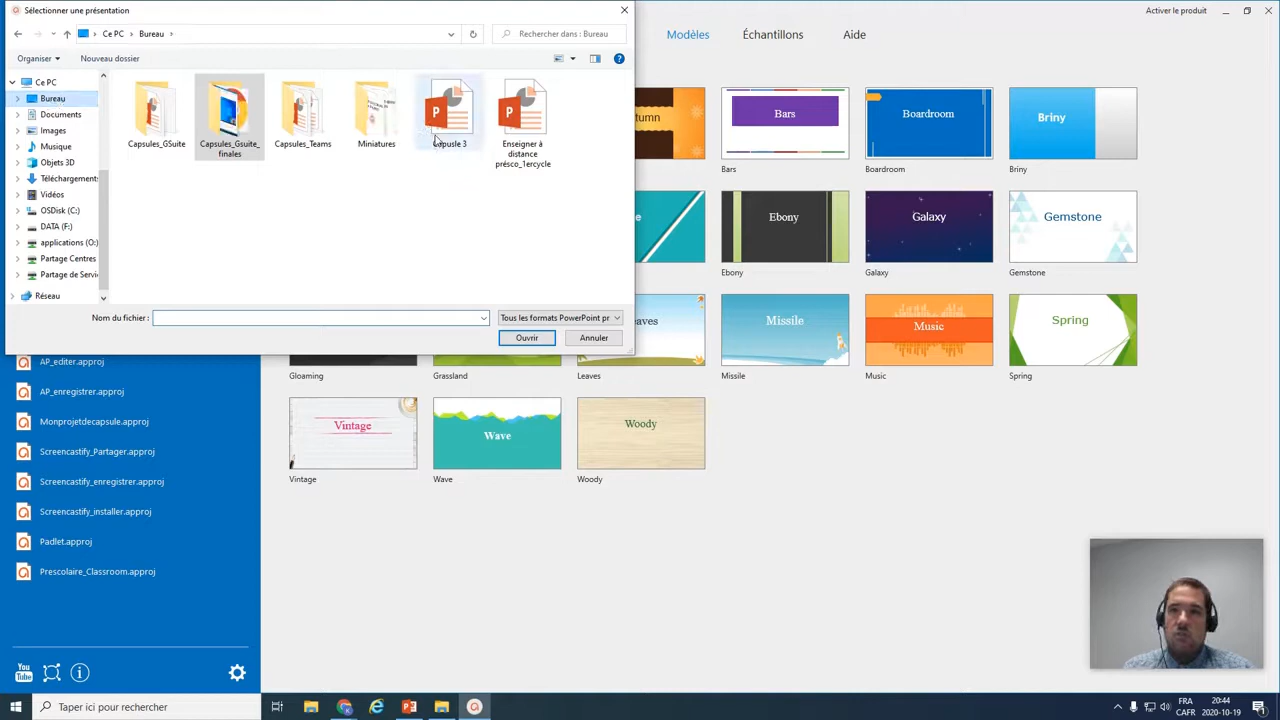 Sélectionner une présentation
Activer le produit
Ce PC > Bureau >
Rechercher dans : Bureau
Modèles Échantillons Aide
Organiser Nouveau dossier
Ce PC
Bureau
Documents
Images
Musique
Objets 3D
Téléchargements
Vidéos
OSDisk (C:)
DATA (F:)
applications (O:)
Partage Centres
Partage de Servi
Réseau
Capsules_GSuite
Capsules_Gsuite_
finales
Capsules_Teams
Miniatures
Capsule 3
Enseigner à
distance
présco_1ercycle
Nom du fichier :
Tous les formats PowerPoint pr
Ouvrir
Annuler
Bars
Boardroom
Briny
Bars
Boardroom
Briny
Ebony
Galaxy
Gemstone
Ebony
Galaxy
Gemstone
Missile
Music
Spring
Gloaming
Grassland
Leaves
Missile
Music
Spring
Vintage
Wave
Woody
Vintage
Wave
Woody
AP_editer.approj
AP_enregistrer.approj
Monprojetdecapsule.approj
Screencastify_Partager.approj
Screencastify_enregistrer.approj
Screencastify_installer.approj
Padlet.approj
Prescolaire_Classroom.approj
You
Tube
Taper ici pour rechercher
FRA
CAFR
20:44
2020-10-19
1